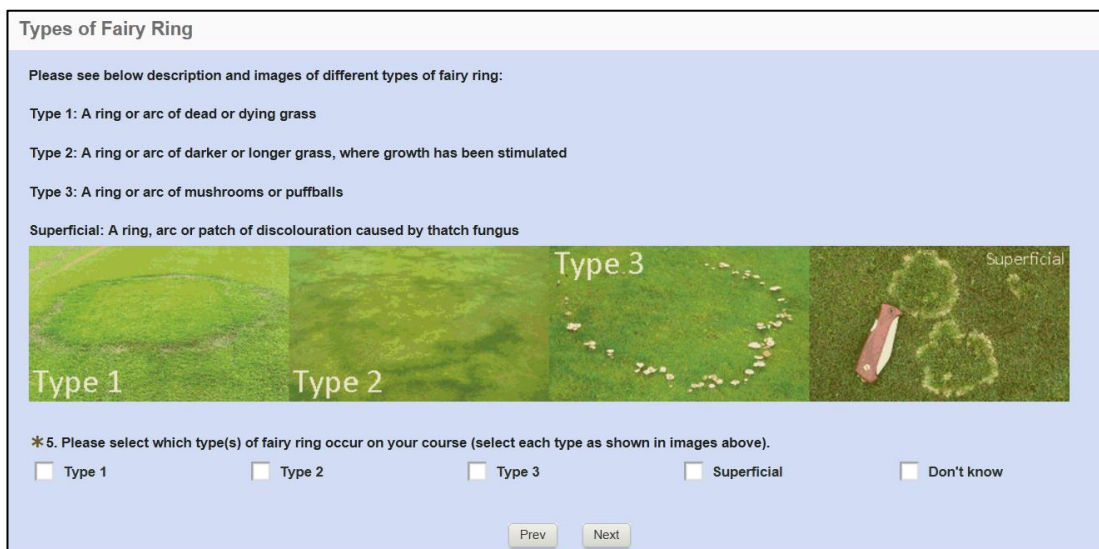 Types of Fairy Ring
Please see below description and images of different types of fairy ring:
Type 1: A ring or arc of dead or dying grass
Type 2: A ring or arc of darker or longer grass, where growth has been stimulated
Type 3: A ring or arc of mushrooms or puffballs
Superficial: A ring, arc or patch of discolouration caused by thatch fungus
Type 1
Type 2
Type 3
Superficial
*5. Please select which type(s) of fairy ring occur on your course (select each type as shown in images above).
Type 1 Type 2 Type 3 Superficial Don't know
Prev Next